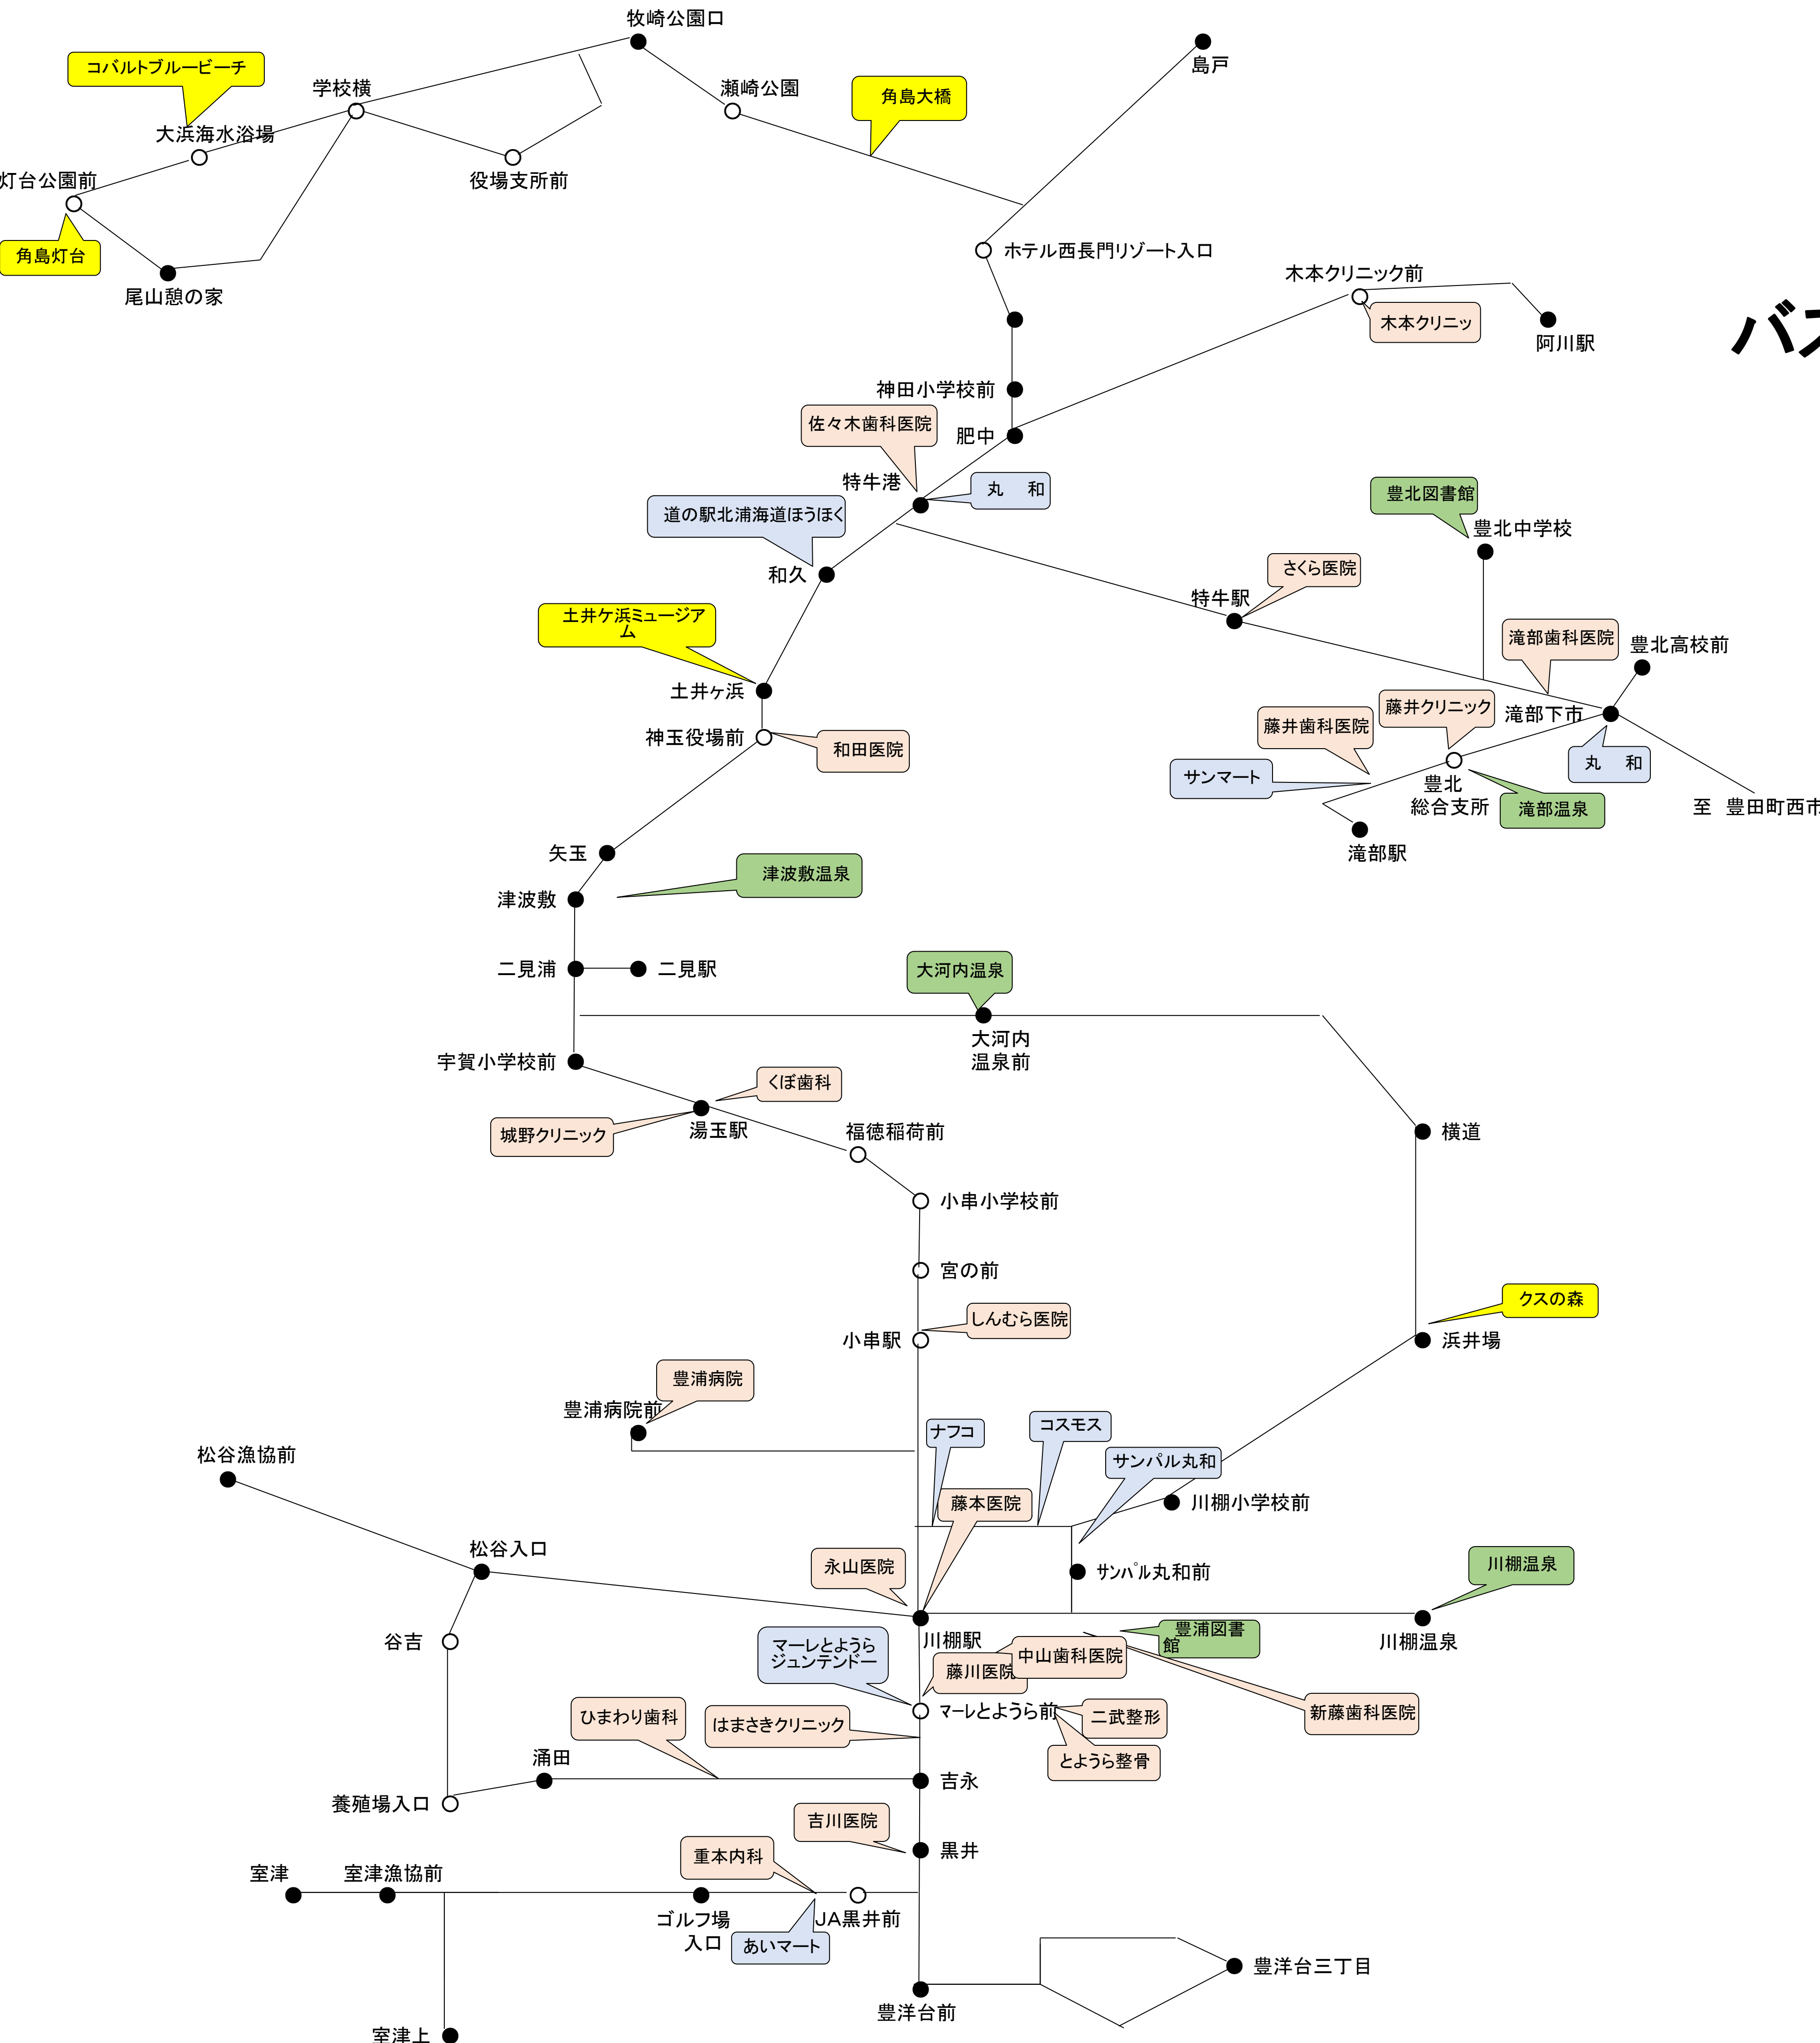 牧崎公園口
島戸
コバルトブルービーチ
学校横
瀬崎公園
角島大橋
大浜海水浴場
灯台公園前
役場支所前
角島灯台
尾山憩の家
ホテル西長門リゾート入口
木本クリニック前
木本クリニッ
阿川駅
バス
神田小学校前
佐々木歯科医院
肥中
特牛港
丸 和
道の駅北浦海道ほうほく
和久
豊北図書館
豊北中学校
さくら医院
特牛駅
土井ケ浜ミュージア
ム
滝部歯科医院
豊北高校前
土井ヶ浜
神玉役場前
和田医院
藤井クリニック
滝部下市
藤井歯科医院
サンマート
丸 和
豊北
総合支所
滝部温泉
至 豊田町西市
滝部駅
矢玉
津波敷温泉
津波敷
二見浦
二見駅
大河内温泉
大河内
温泉前
宇賀小学校前
くぼ歯科
城野クリニック
湯玉駅
福徳稲荷前
横道
小串小学校前
宮の前
クスの森
しんむら医院
小串駅
浜井場
豊浦病院
豊浦病院前
ナフコ
コスモス
サンパル丸和
松谷漁協前
藤本医院
川棚小学校前
松谷入口
永山医院
サンパル丸和前
川棚温泉
谷吉
川棚駅
豊浦図書
館
川棚温泉
マーレとようら
ジュンテンドー
藤川医院
中山歯科医院
新藤歯科医院
ひまわり歯科
はまさきクリニック
マーレとようら前
二武整形
とようら整骨
涌田
吉永
養殖場入口
吉川医院
黒井
重本内科
室津
室津漁協前
ゴルフ場
入口
JA黒井前
あいマート
豊洋台三丁目
豊洋台前
室津上